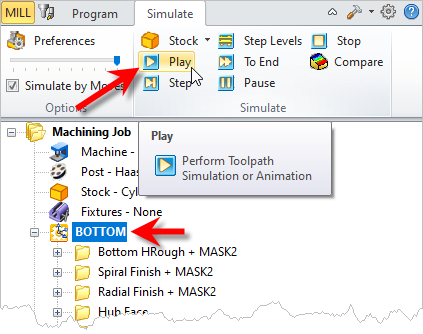 MILL Program Simulate
Preferences
Stock Step Levels Stop
Play To End Compare
Simulate by Moves
Step Pause
Options Simulate
Machining Job
Play
Machine -
Perform Toolpath
Simulation or Animation
Post - Haas
Stock - Cyl
Fixtures - None
BOTTOM
Bottom HRough + MASK2
Spiral Finish + MASK2
Radial Finish + MASK2
Hub Face